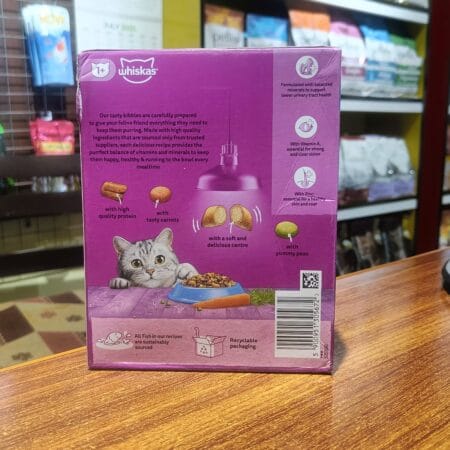 1+
whiskas
Our tasty kibbles are carefully prepared
to give your feline friend everything they need to
keep them purring. Made with high quality
ingredients that are sourced only from trusted
suppliers, each delicious recipe provides the
perfect balance of vitamins and minerals to keep
them happy, healthy & running to the bowl every
mealtime
Formulated with balanced
minerals to support
lower urinary tract health
With Vitamin A,
essential for strong
and clear vision
With Zinc,
essential for a healthy
skin and coat
with high
quality protein
with
tasty carrots
with a soft and
delicious centre
with
yummy peas
All Fish in our recipes
are sustainably
sourced
Recyclable
packaging